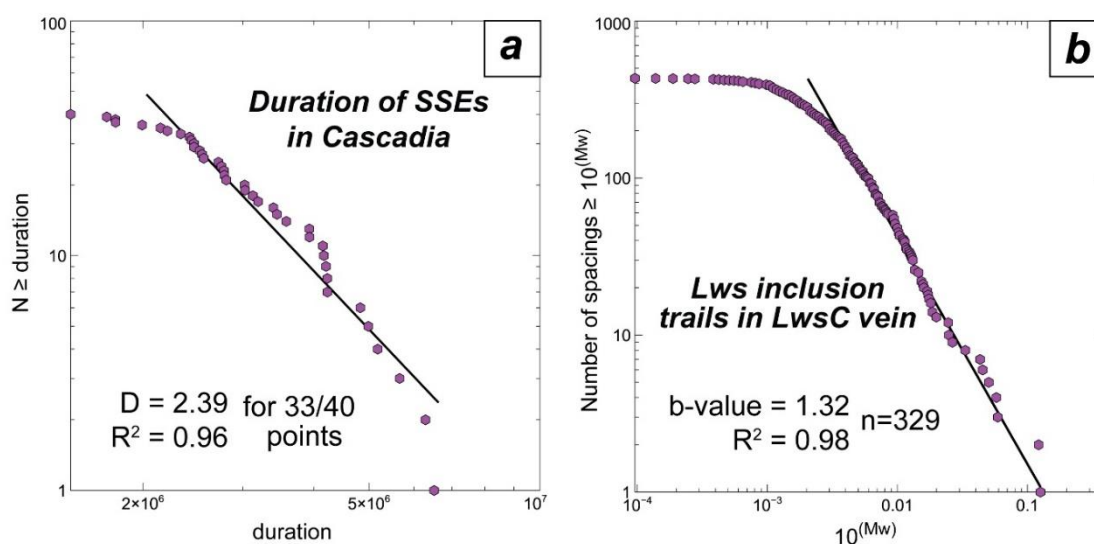 a
Duration of SSEs
in Cascadia
D = 2.39 for 33/40
R² = 0.96 points
N ≥ duration
100
10
1
2×10⁶
5×10⁶
10⁷
duration
b
Lws inclusion
trails in LwsC vein
b-value = 1.32 n=329
R² = 0.98
Number of spacings ≥ 10⁽ᴹʷ⁾
1000
100
10
1
10⁻⁴
10⁻³
0.01
0.1
10⁽ᴹʷ⁾